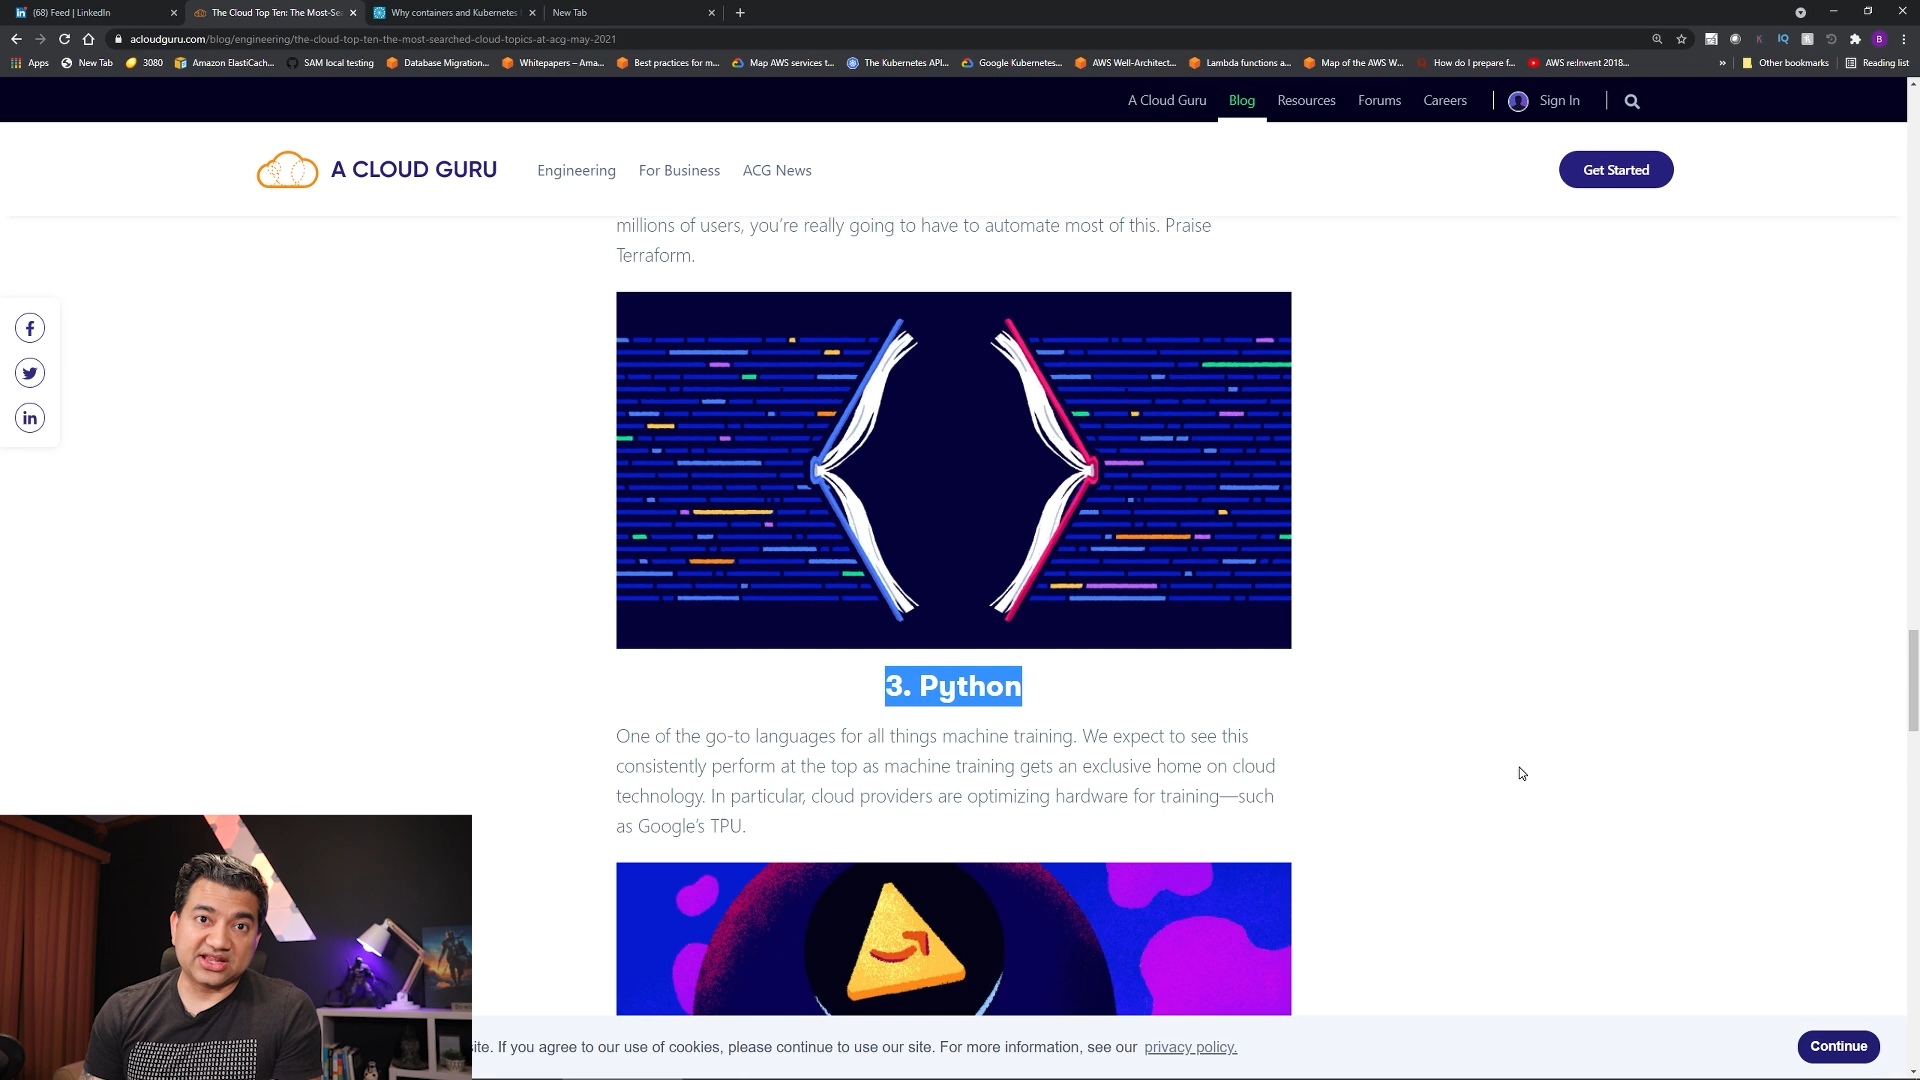 (68) Feed | LinkedIn
The Cloud Top Ten: The Most-Sea
Why containers and Kubernetes
New Tab
acloudguru.com/blog/engineering/the-cloud-top-ten-the-most-searched-cloud-topics-at-acg-may-2021
Apps
New Tab
3080
Amazon ElastiCach...
SAM local testing
Database Migration...
Whitepapers – Ama...
Best practices for m...
Map AWS services t...
The Kubernetes API...
Google Kubernetes...
AWS Well-Architect...
Lambda functions a...
Map of the AWS W...
How do I prepare f...
AWS re:Invent 2018...
»
Other bookmarks
Reading list
A Cloud Guru
Blog
Resources
Forums
Careers
Sign In
A CLOUD GURU
Engineering
For Business
ACG News
Get Started
millions of users, you’re really going to have to automate most of this. Praise
Terraform.
3. Python
One of the go-to languages for all things machine training. We expect to see this
consistently perform at the top as machine training gets an exclusive home on cloud
technology. In particular, cloud providers are optimizing hardware for training—such
as Google’s TPU.
site. If you agree to our use of cookies, please continue to use our site. For more information, see our privacy policy.
Continue